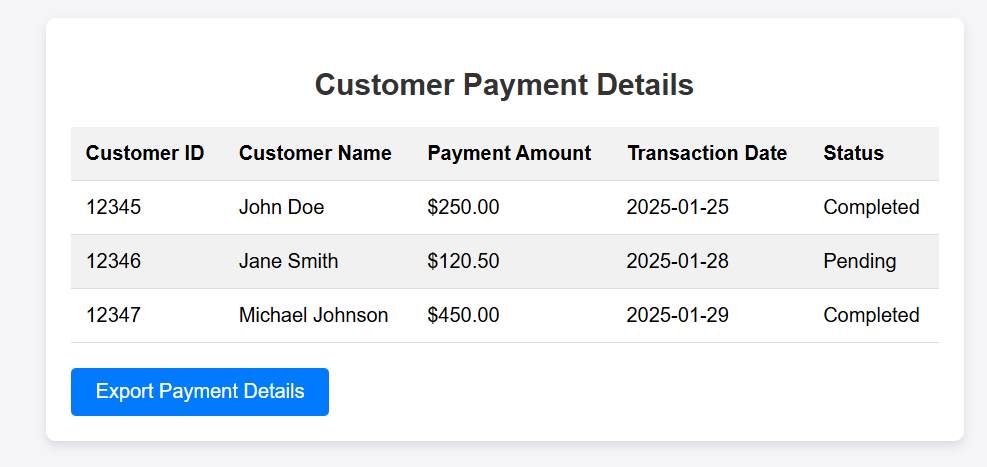 Customer Payment Details
Customer ID Customer Name Payment Amount Transaction Date Status
12345 John Doe $250.00 2025-01-25 Completed
12346 Jane Smith $120.50 2025-01-28 Pending
12347 Michael Johnson $450.00 2025-01-29 Completed
Export Payment Details